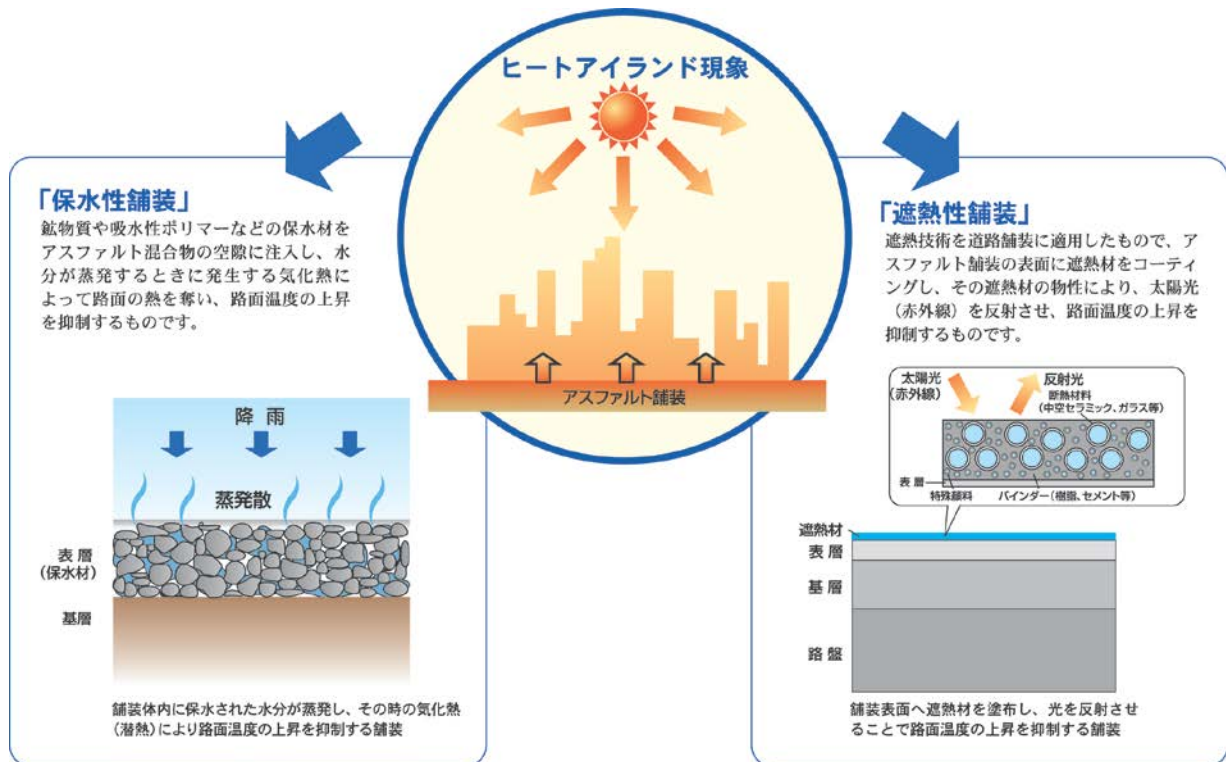 ヒートアイランド現象
アスファルト舗装
「保水性舗装」
鉱物質や吸水性ポリマーなどの保水材を
アスファルト混合物の空隙に注入し、水
分が蒸発するときに発生する気化熱に
よって路面の熱を奪い、路面温度の上昇
を抑制するものです。
降雨
蒸発散
表層
(保水材)
基層
舗装体内に保水された水分が蒸発し、その時の気化熱
(潜熱)により路面温度の上昇を抑制する舗装
「遮熱性舗装」
遮熱技術を道路舗装に適用したもので、ア
スファルト舗装の表面に遮熱材をコーティ
ングし、その遮熱材の物性により、太陽光
(赤外線)を反射させ、路面温度の上昇を
抑制するものです。
太陽光
(赤外線)
反射光
断熱材料
(中空セラミック、ガラス等)
表層
特殊顔料
バインダー(樹脂、セメント等)
遮熱材
表層
基層
路盤
舗装表面へ遮熱材を塗布し、光を反射させ
ることで路面温度の上昇を抑制する舗装